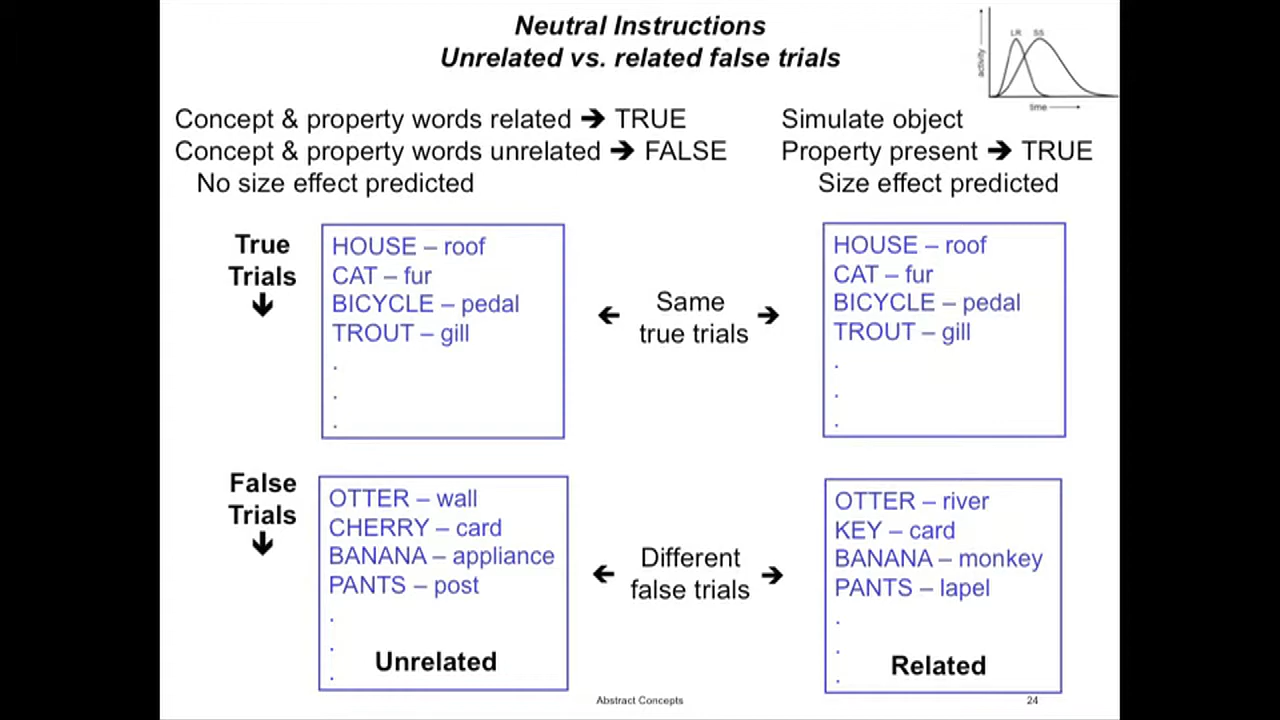 Neutral Instructions
Unrelated vs. related false trials
activity
LR SS
time
Concept & property words related ➔ TRUE
Concept & property words unrelated ➔ FALSE
No size effect predicted
Simulate object
Property present ➔ TRUE
Size effect predicted
True
Trials
HOUSE – roof
CAT – fur
BICYCLE – pedal
TROUT – gill
.
.
.
Same
true trials
HOUSE – roof
CAT – fur
BICYCLE – pedal
TROUT – gill
.
.
.
False
Trials
OTTER – wall
CHERRY – card
BANANA – appliance
PANTS – post
.
.
.
Unrelated
Different
false trials
OTTER – river
KEY – card
BANANA – monkey
PANTS – lapel
.
.
.
Related
Abstract Concepts
24